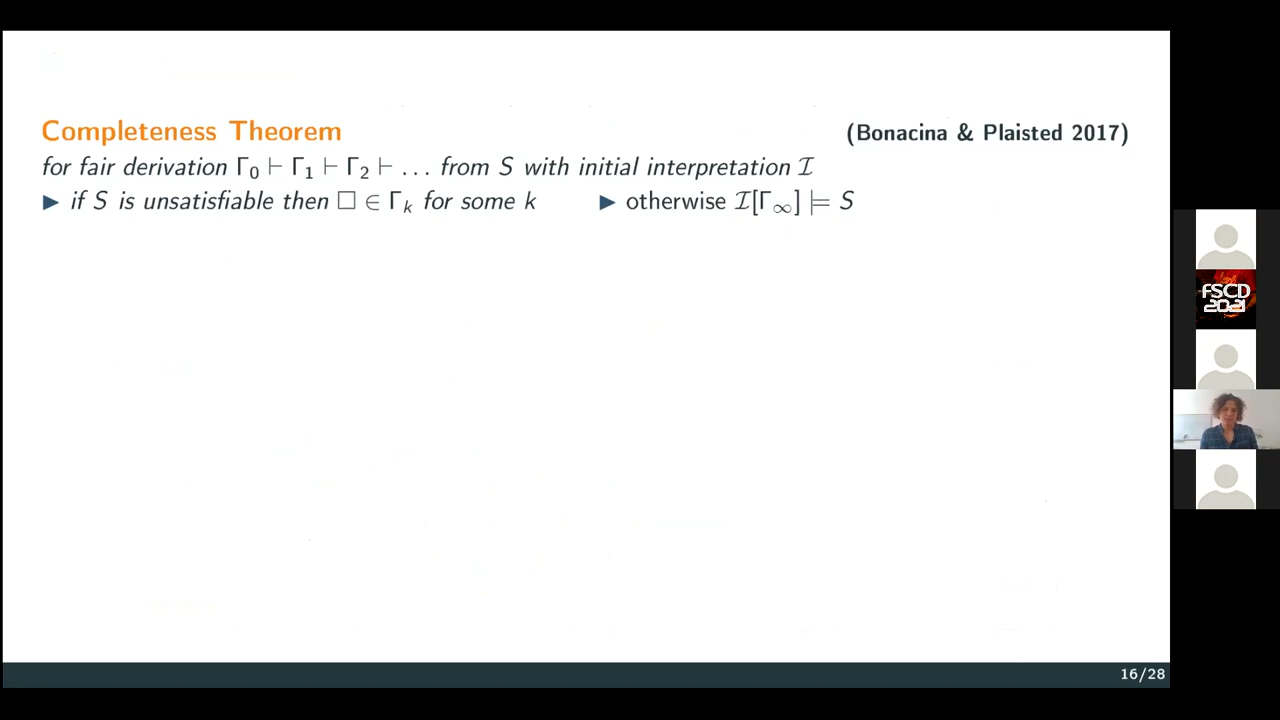 Completeness Theorem (Bonacina & Plaisted 2017)
for fair derivation Γ₀ ⊢ Γ₁ ⊢ Γ₂ ⊢ … from S with initial interpretation ℐ
▶ if S is unsatisfiable then □ ∈ Γₖ for some k ▶ otherwise ℐ[Γ∞] ⊨ S
FSCD
2021
16/28